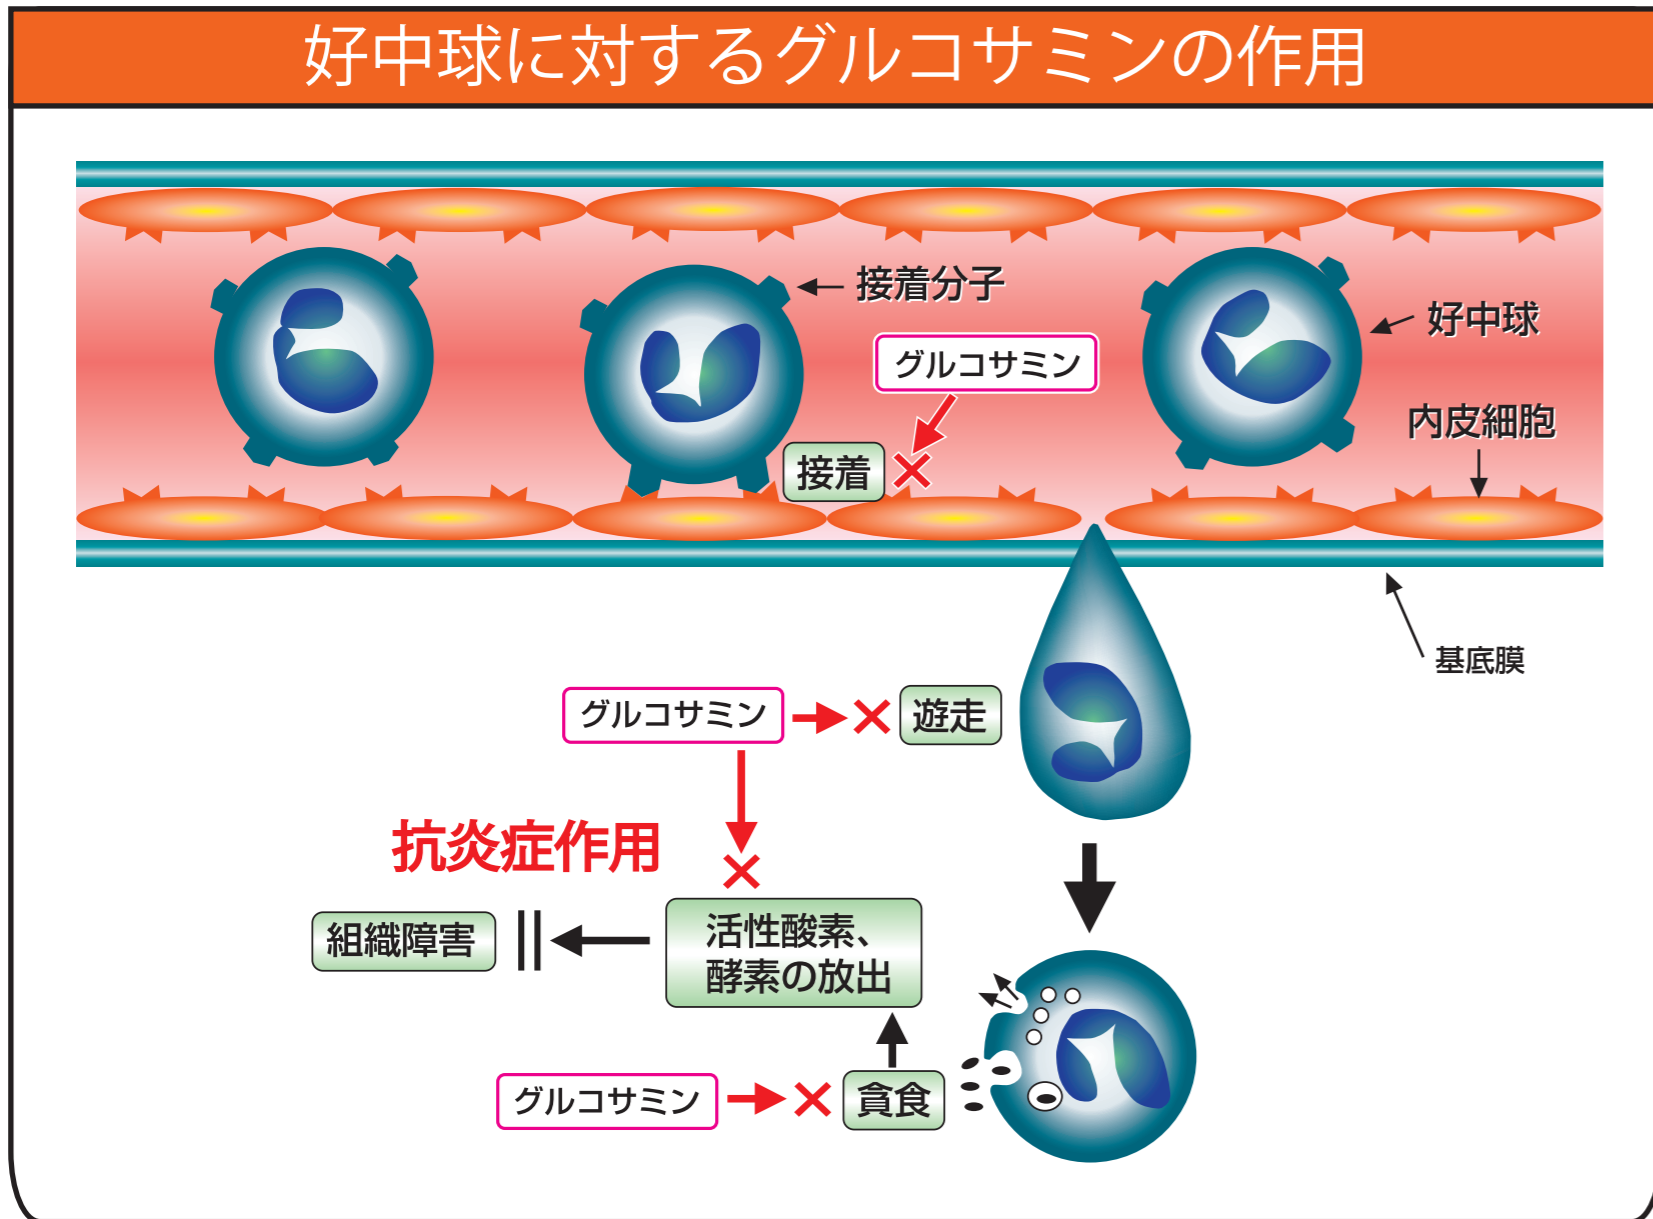 好中球に対するグルコサミンの作用
接着分子
好中球
グルコサミン
内皮細胞
接着
基底膜
グルコサミン
遊走
抗炎症作用
組織障害
活性酸素、
酵素の放出
グルコサミン
貪食